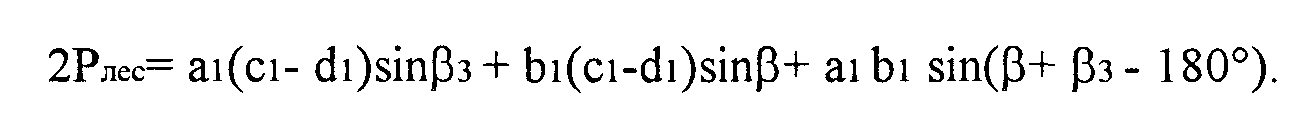 2Pлес= a1(c1- d1)sinβ3 + b1(c1-d1)sinβ+ a1 b1 sin(β+ β3 - 180°).